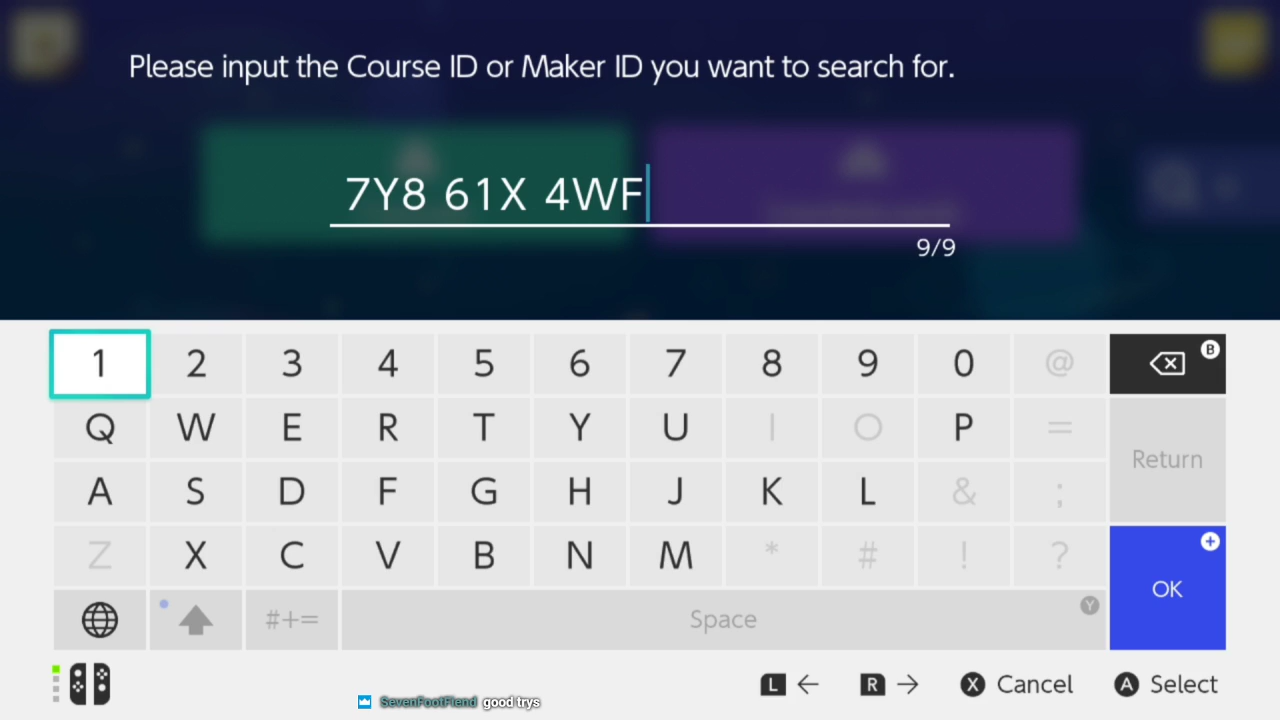 Please input the Course ID or Maker ID you want to search for.
7Y8 61X 4WF
9/9
1 2 3 4 5 6 7 8 9 0 @ B
Q W E R T Y U I O P =
Return
A S D F G H J K L & ;
Z X C V B N M * # ! ? +
OK
#+= Space Y
L ← R → X Cancel A Select
SevenFootFiend good trys